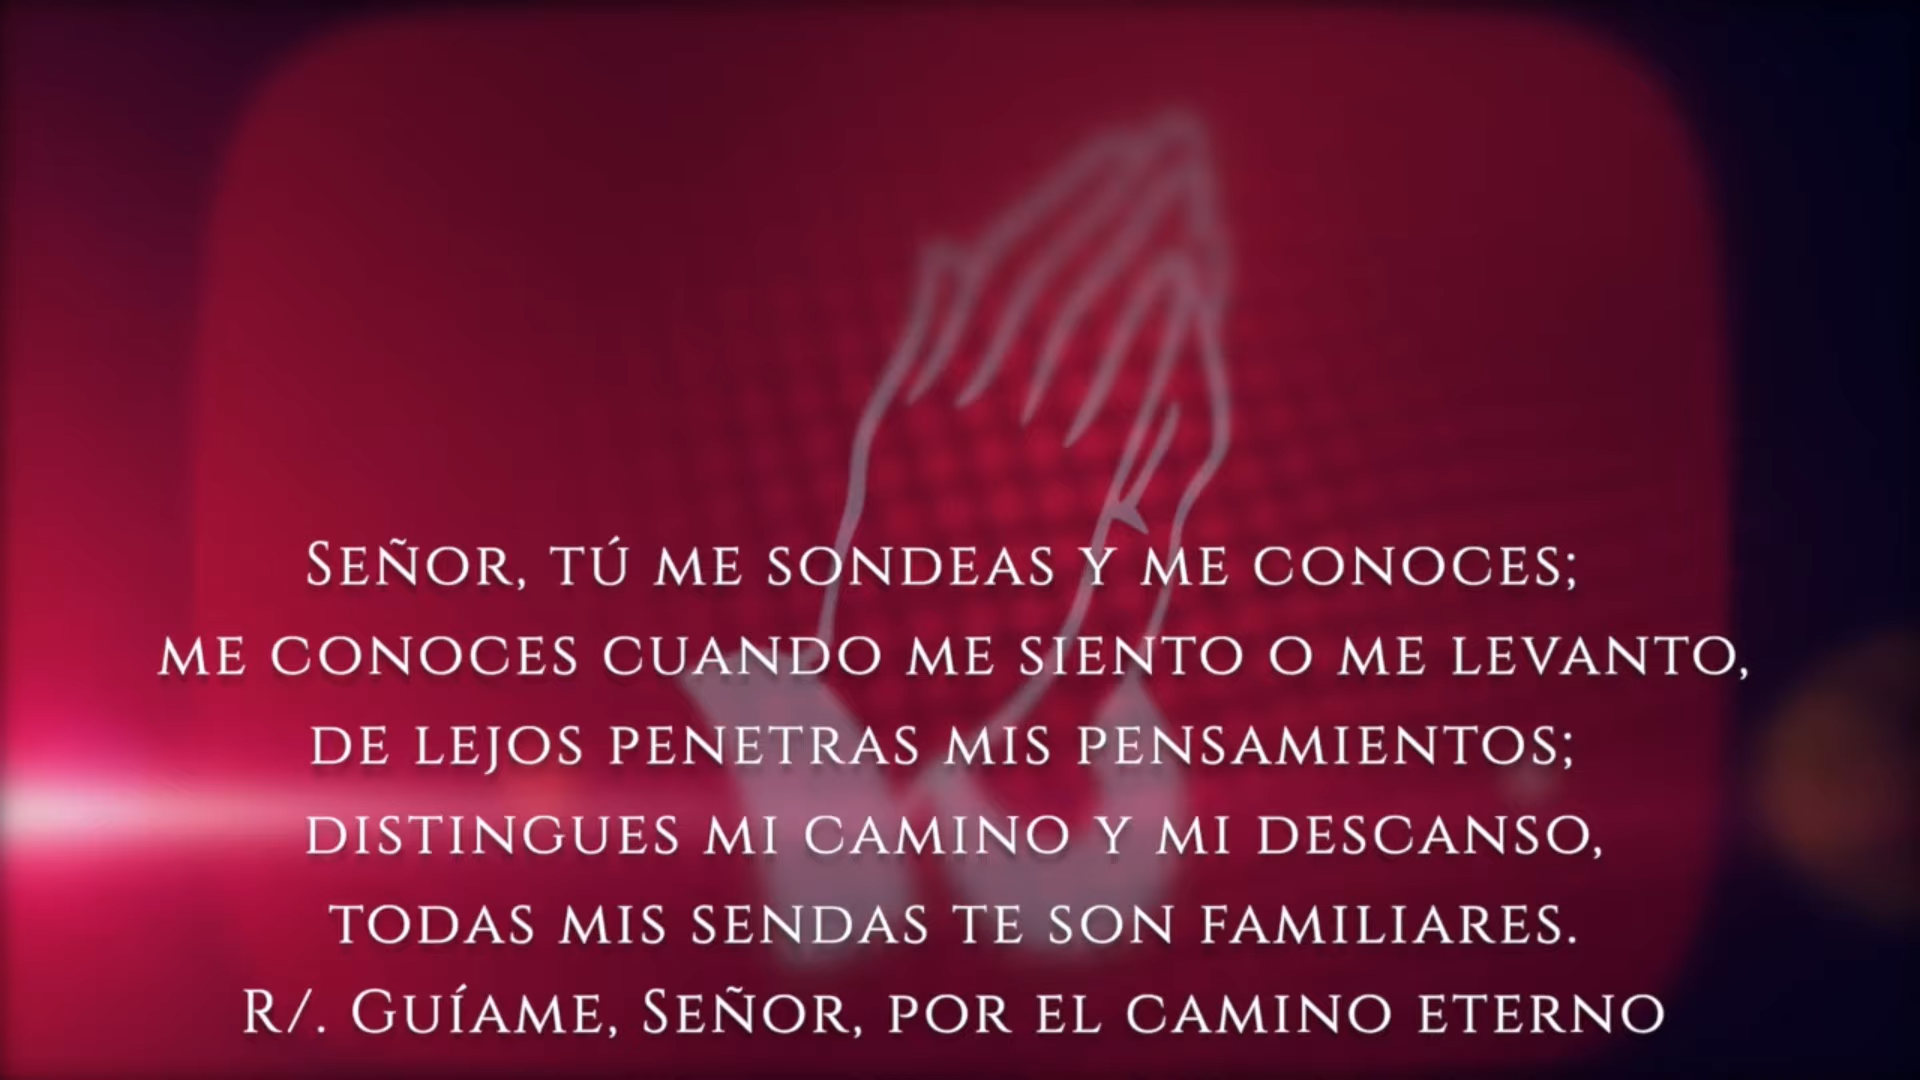 Señor, tú me sondeas y me conoces;
me conoces cuando me siento o me levanto,
de lejos penetras mis pensamientos;
distingues mi camino y mi descanso,
todas mis sendas te son familiares.
R/. Guíame, Señor, por el camino eterno